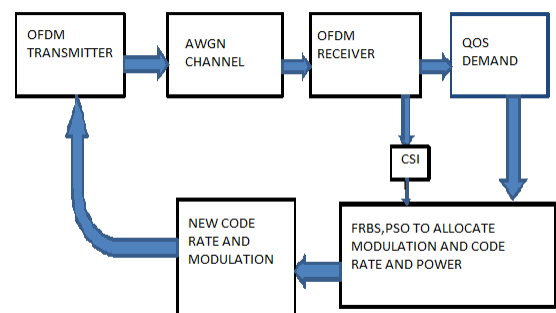 OFDM
TRANSMITTER
AWGN
CHANNEL
OFDM
RECEIVER
QOS
DEMAND
CSI
FRBS,PSO TO ALLOCATE
MODULATION AND CODE
RATE AND POWER
NEW CODE
RATE AND
MODULATION